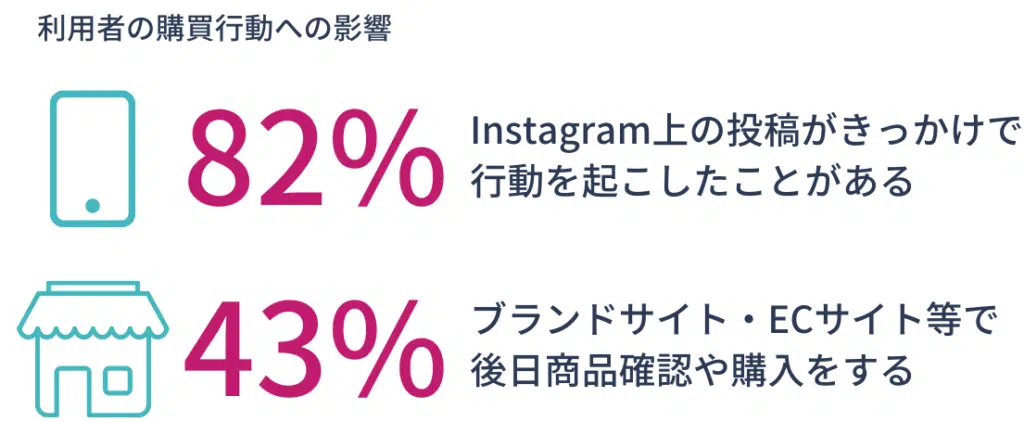 利用者の購買行動への影響
82%
Instagram上の投稿がきっかけで
行動を起こしたことがある
43%
ブランドサイト・ECサイト等で
後日商品確認や購入をする